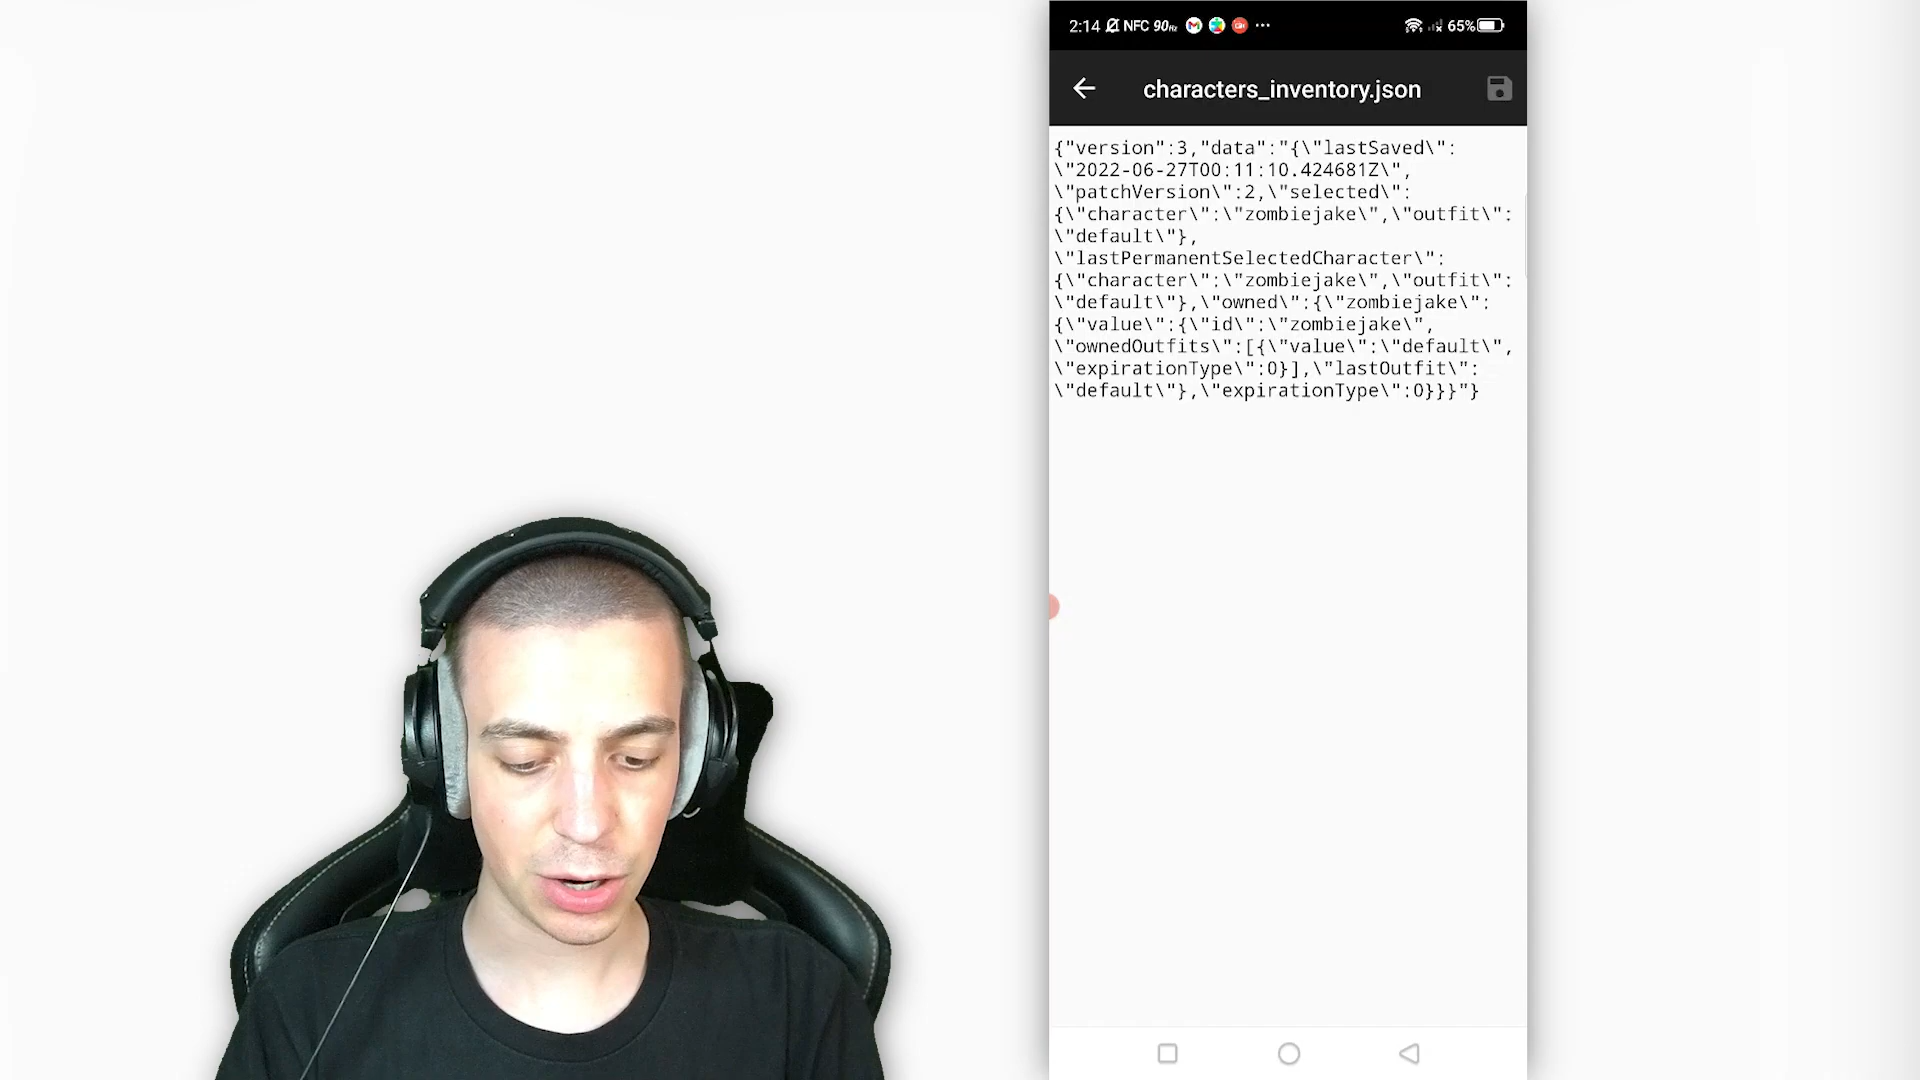 2:14 NFC 90Hz 65%
characters_inventory.json
{"version":3,"data":"{\"lastSaved\":
\"2022-06-27T00:11:10.424681Z\",
\"patchVersion\":2,\"selected\":
{\"character\":\"zombiejake\",\"outfit\":
\"default\"},
\"lastPermanentSelectedCharacter\":
{\"character\":\"zombiejake\",\"outfit\":
\"default\"},\"owned\":{\"zombiejake\":
{\"value\":{\"id\":\"zombiejake\",
\"ownedOutfits\":[{\"value\":\"default\",
\"expirationType\":0}],\"lastOutfit\":
\"default\"},\"expirationType\":0}}}"}